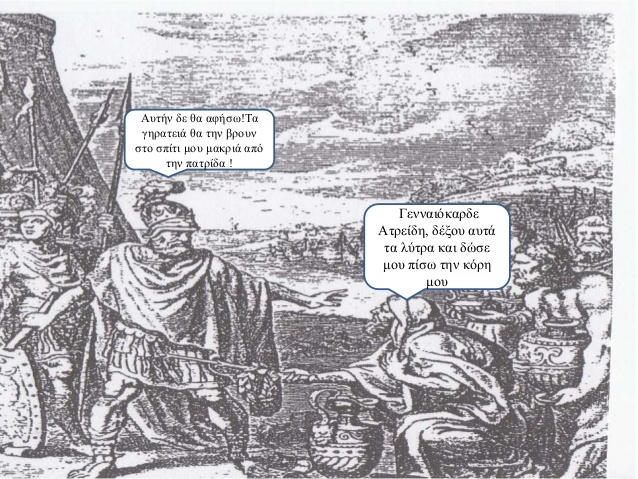 Αυτήν δε θα αφήσω!Τα
γηρατειά θα την βρουν
στο σπίτι μου μακριά από
την πατρίδα !
Γενναιόκαρδε
Ατρείδη, δέξου αυτά
τα λύτρα και δώσε
μου πίσω την κόρη
μου